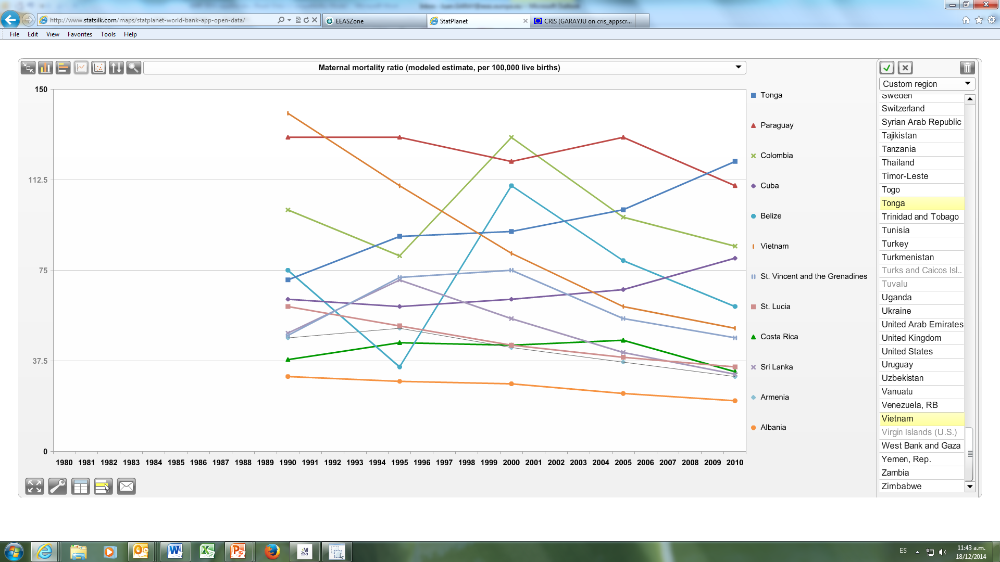 http://www.statsilk.com/maps/statplanet-world-bank-app-open-data/
EEASZone
StatPlanet
CRIS (GARAYJU on cris_appscr...
File Edit View Favorites Tools Help
Maternal mortality ratio (modeled estimate, per 100,000 live births)
150
112.5
75
37.5
0
1980 1981 1982 1983 1984 1985 1986 1987 1988 1989 1990 1991 1992 1993 1994 1995 1996 1997 1998 1999 2000 2001 2002 2003 2004 2005 2006 2007 2008 2009 2010
Tonga
Paraguay
Colombia
Cuba
Belize
Vietnam
St. Vincent and the Grenadines
St. Lucia
Costa Rica
Sri Lanka
Armenia
Albania
Custom region
Sweden
Switzerland
Syrian Arab Republic
Tajikistan
Tanzania
Thailand
Timor-Leste
Togo
Tonga
Trinidad and Tobago
Tunisia
Turkey
Turkmenistan
Turks and Caicos Isl..
Tuvalu
Uganda
Ukraine
United Arab Emirates
United Kingdom
United States
Uruguay
Uzbekistan
Vanuatu
Venezuela, RB
Vietnam
Virgin Islands (U.S.)
West Bank and Gaza
Yemen, Rep.
Zambia
Zimbabwe
ES
11:43 a.m.
18/12/2014